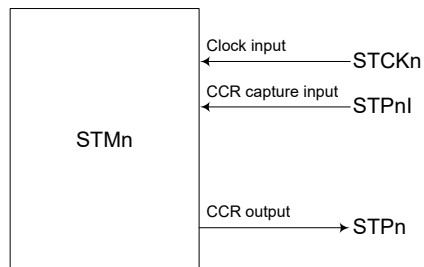 Clock input
STCKn
CCR capture input
STPnI
STMn
CCR output
STPn